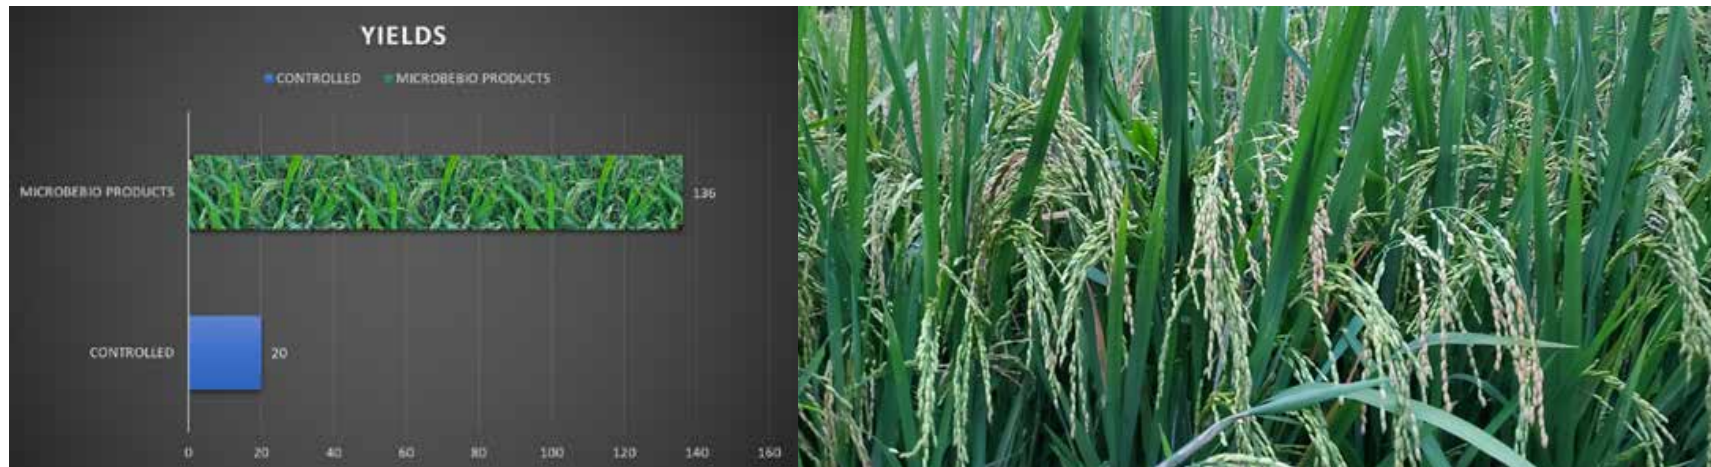 YIELDS
CONTROLLED MICROBEBIO PRODUCTS
MICROBEBIO PRODUCTS 136
CONTROLLED 20
0 20 40 60 80 100 120 140 160